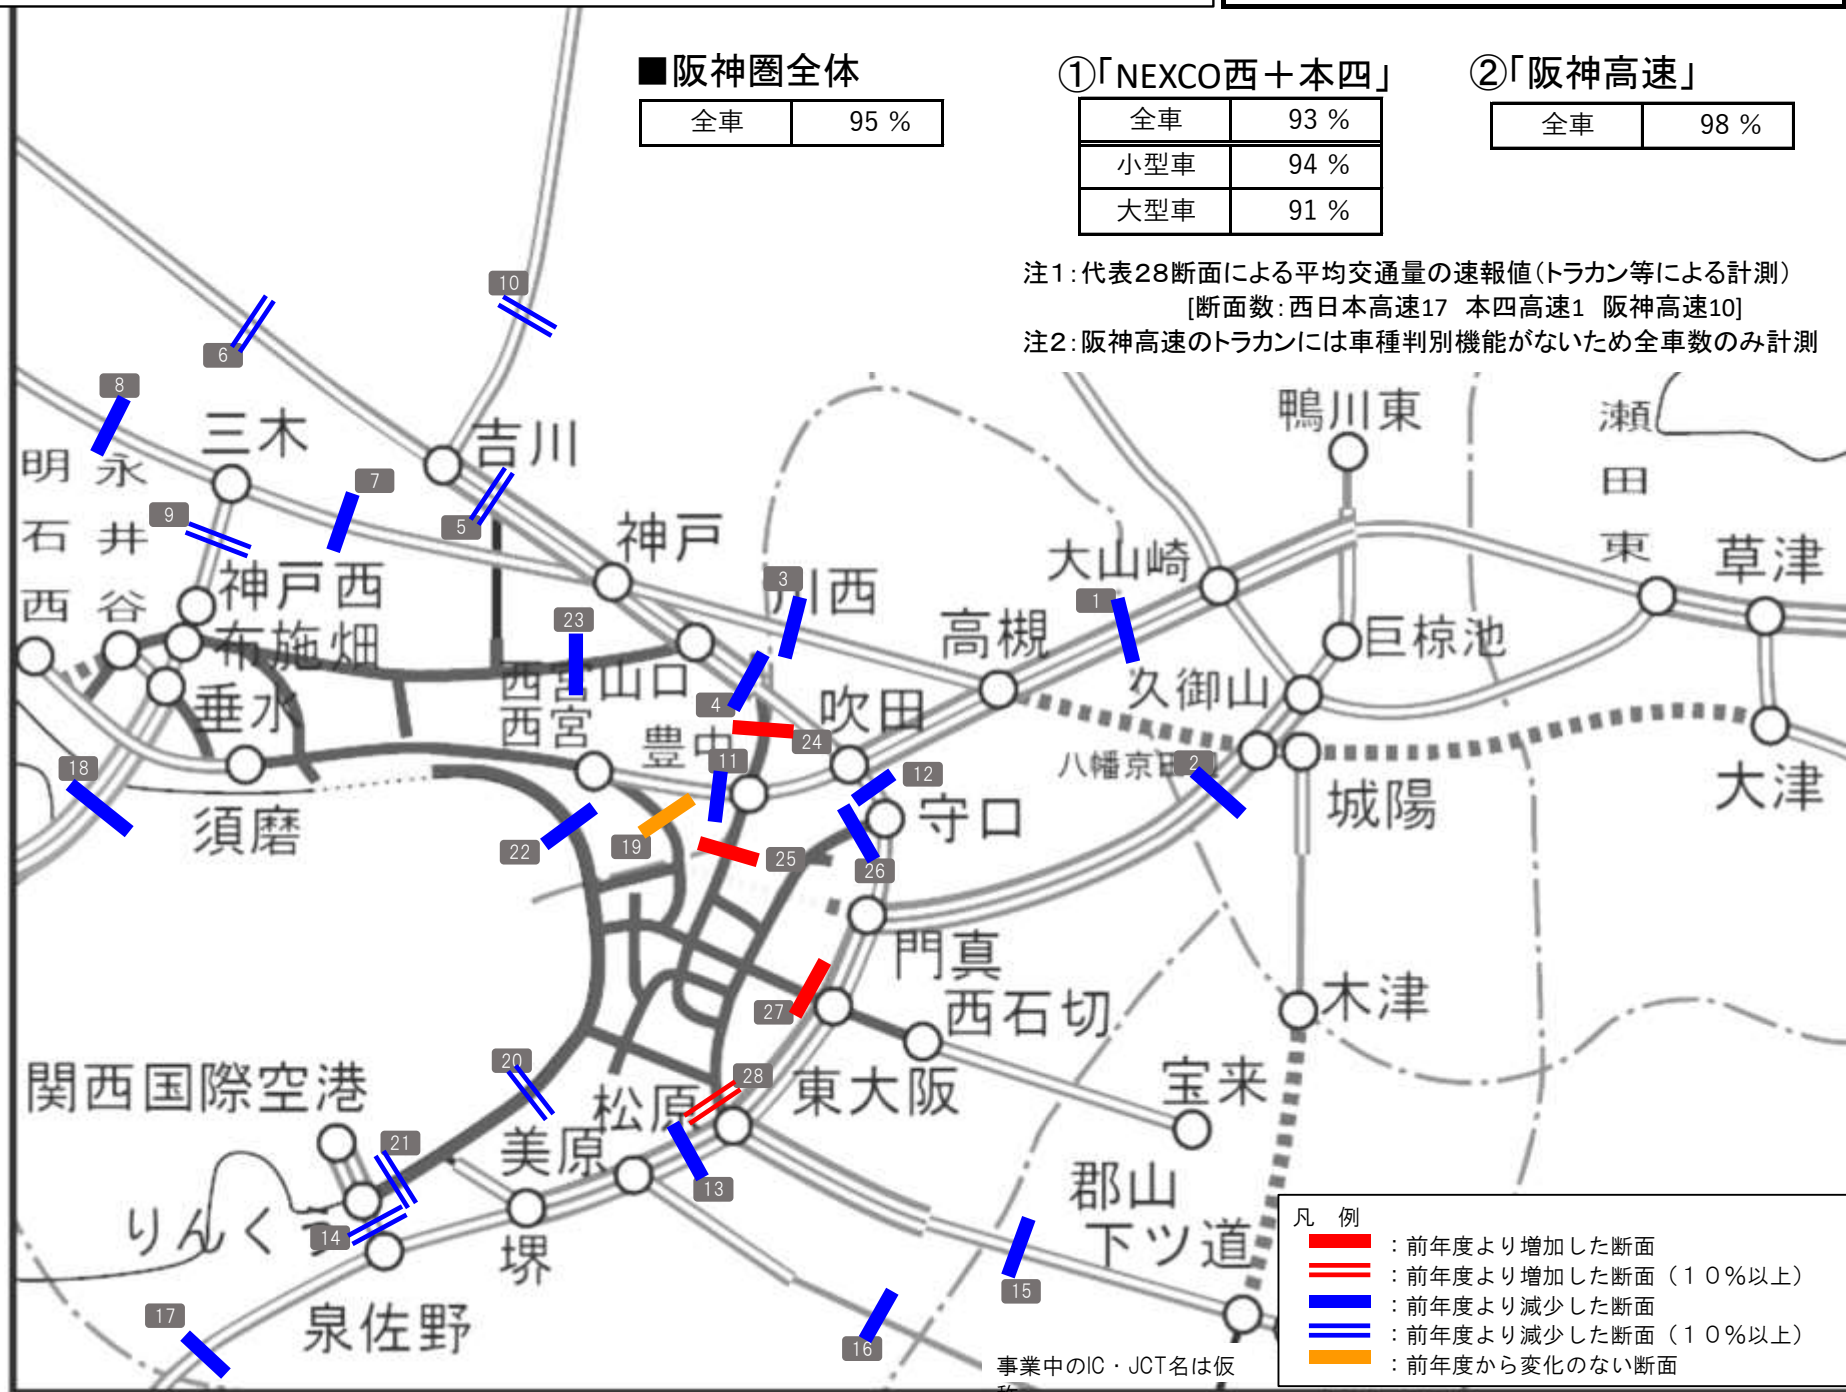 ■阪神圏全体
全車 95 %
①「NEXCO西＋本四」
全車 93 %
小型車 94 %
大型車 91 %
②「阪神高速」
全車 98 %
注1：代表28断面による平均交通量の速報値（トラカン等による計測）
[断面数：西日本高速17 本四高速1 阪神高速10]
注2：阪神高速のトラカンには車種判別機能がないため全車数のみ計測
10
6
8
三木
吉川
鴨川東
瀬田東
明石西
永井谷
7
9
5
神戸
大山崎
草津
神戸西
3
川西
1
布施畑
23
高槻
巨椋池
西宮山口
久御山
垂水
4
吹田
西宮
24
豊中
11
12
八幡京田辺
2
18
大津
城陽
須磨
守口
22
19
25
26
門真
27
西石切
木津
関西国際空港
20
28
松原
東大阪
宝来
21
美原
13
郡山
りんくう
14
下ツ道
堺
15
17
泉佐野
16
事業中のIC・JCT名は仮
凡 例
：前年度より増加した断面
：前年度より増加した断面（１０％以上）
：前年度より減少した断面
：前年度より減少した断面（１０％以上）
：前年度から変化のない断面